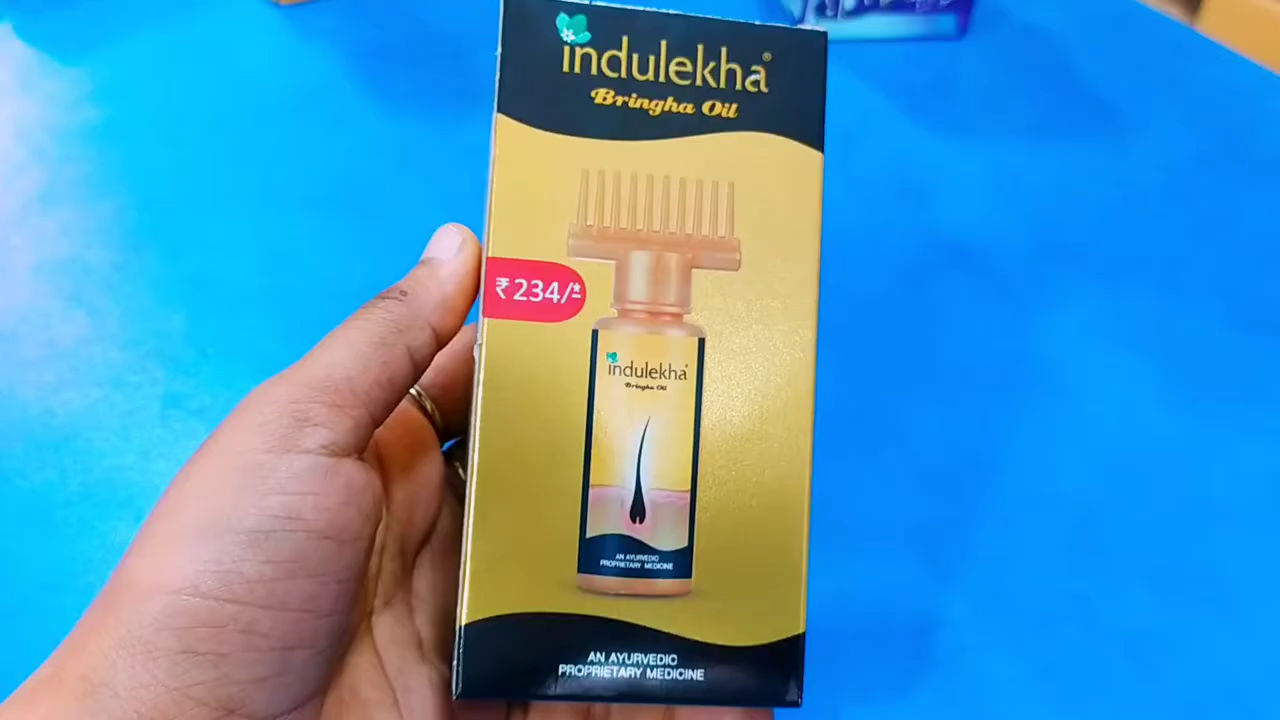 indulekha®
Bringha Oil
₹234/*
indulekha®
Bringha Oil
AN AYURVEDIC
PROPRIETARY MEDICINE
AN AYURVEDIC
PROPRIETARY MEDICINE